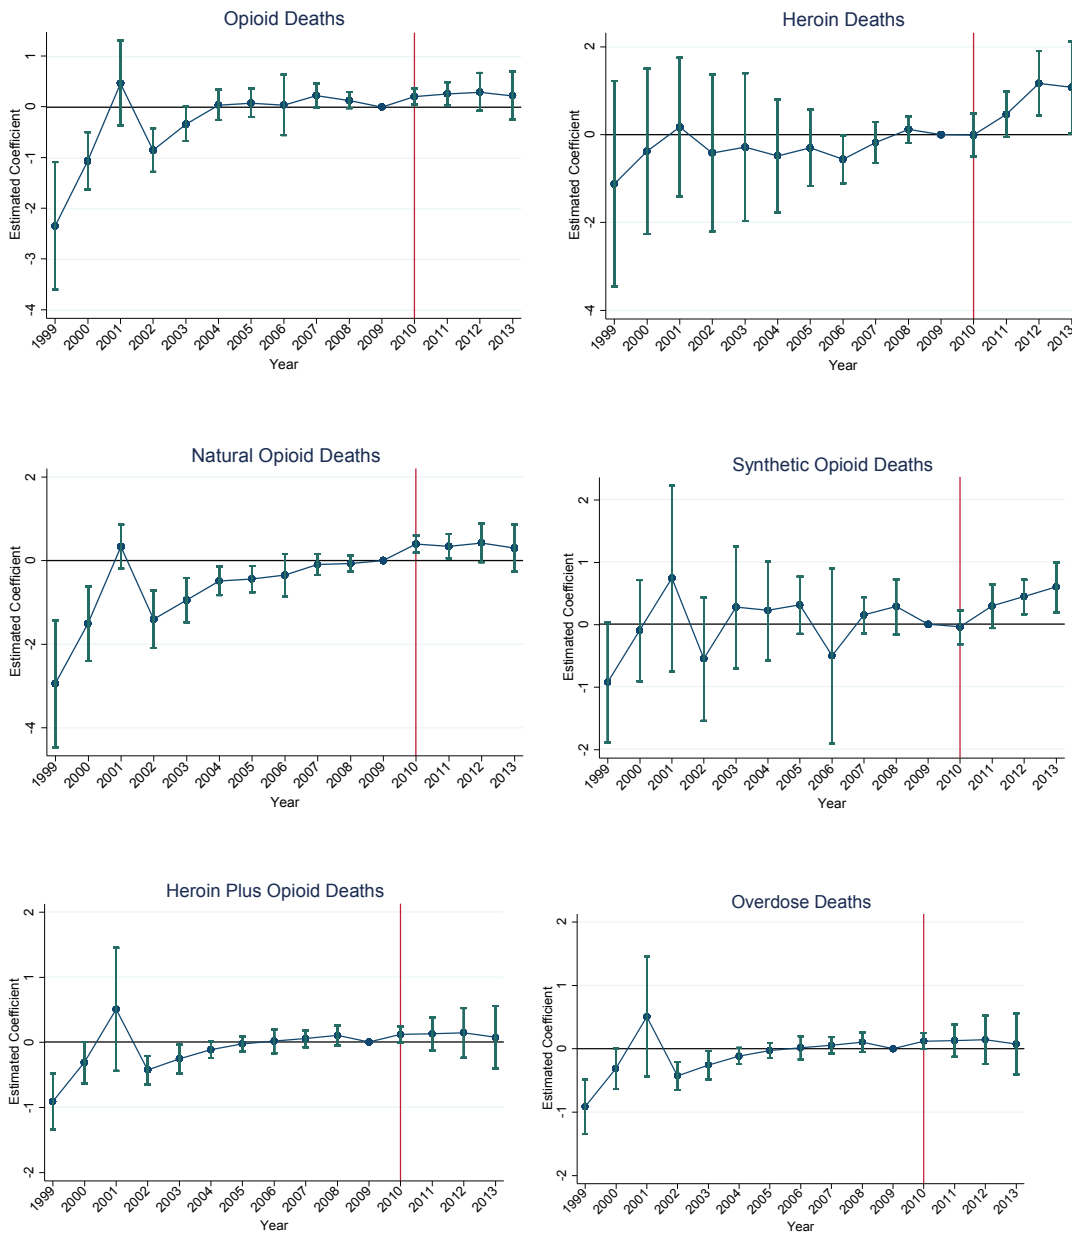 Opioid Deaths
Estimated Coefficient
1
0
-1
-2
-3
-4
1999 2000 2001 2002 2003 2004 2005 2006 2007 2008 2009 2010 2011 2012 2013
Year
Heroin Deaths
Estimated Coefficient
2
0
-2
-4
1999 2000 2001 2002 2003 2004 2005 2006 2007 2008 2009 2010 2011 2012 2013
Year
Natural Opioid Deaths
Estimated Coefficient
2
0
-2
-4
1999 2000 2001 2002 2003 2004 2005 2006 2007 2008 2009 2010 2011 2012 2013
Year
Synthetic Opioid Deaths
Estimated Coefficient
2
1
0
-1
-2
1999 2000 2001 2002 2003 2004 2005 2006 2007 2008 2009 2010 2011 2012 2013
Year
Heroin Plus Opioid Deaths
Estimated Coefficient
2
1
0
-1
-2
1999 2000 2001 2002 2003 2004 2005 2006 2007 2008 2009 2010 2011 2012 2013
Year
Overdose Deaths
Estimated Coefficient
2
1
0
-1
-2
1999 2000 2001 2002 2003 2004 2005 2006 2007 2008 2009 2010 2011 2012 2013
Year